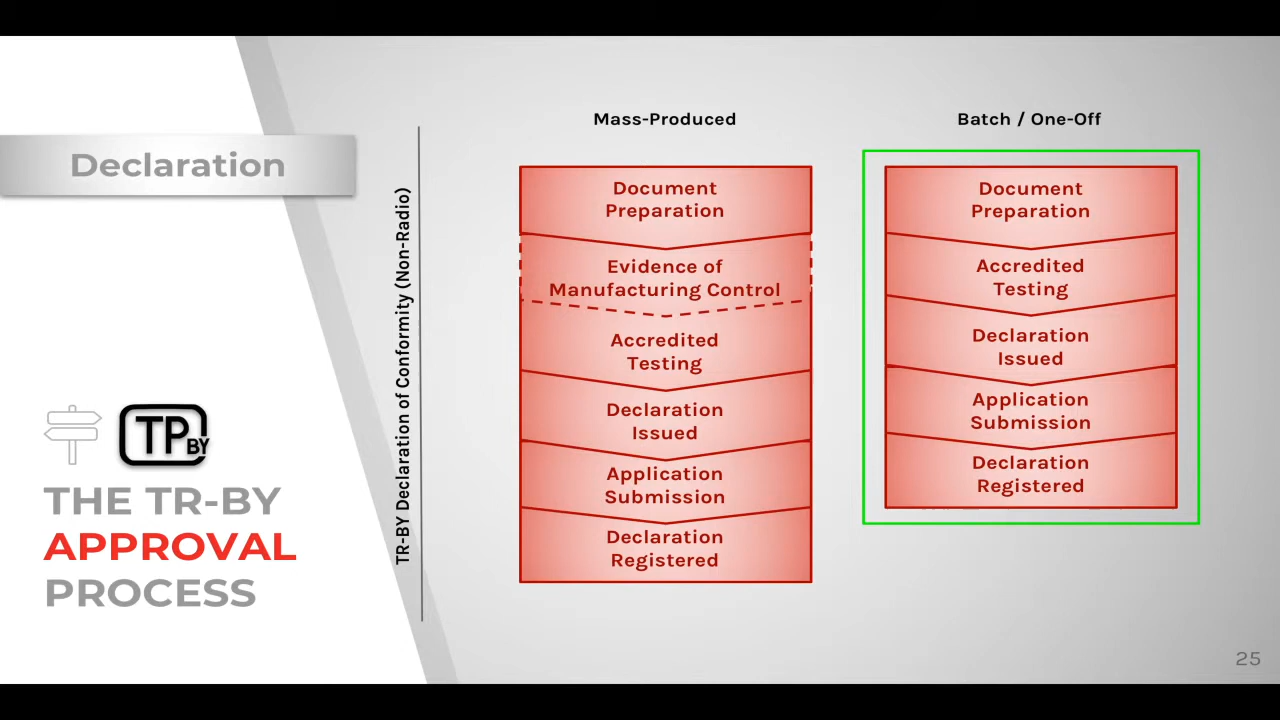 Declaration
TP BY
THE TR-BY
APPROVAL
PROCESS
TR-BY Declaration of Conformity (Non-Radio)
Mass-Produced
Document
Preparation
Evidence of
Manufacturing Control
Accredited
Testing
Declaration
Issued
Application
Submission
Declaration
Registered
Batch / One-Off
Document
Preparation
Accredited
Testing
Declaration
Issued
Application
Submission
Declaration
Registered
25